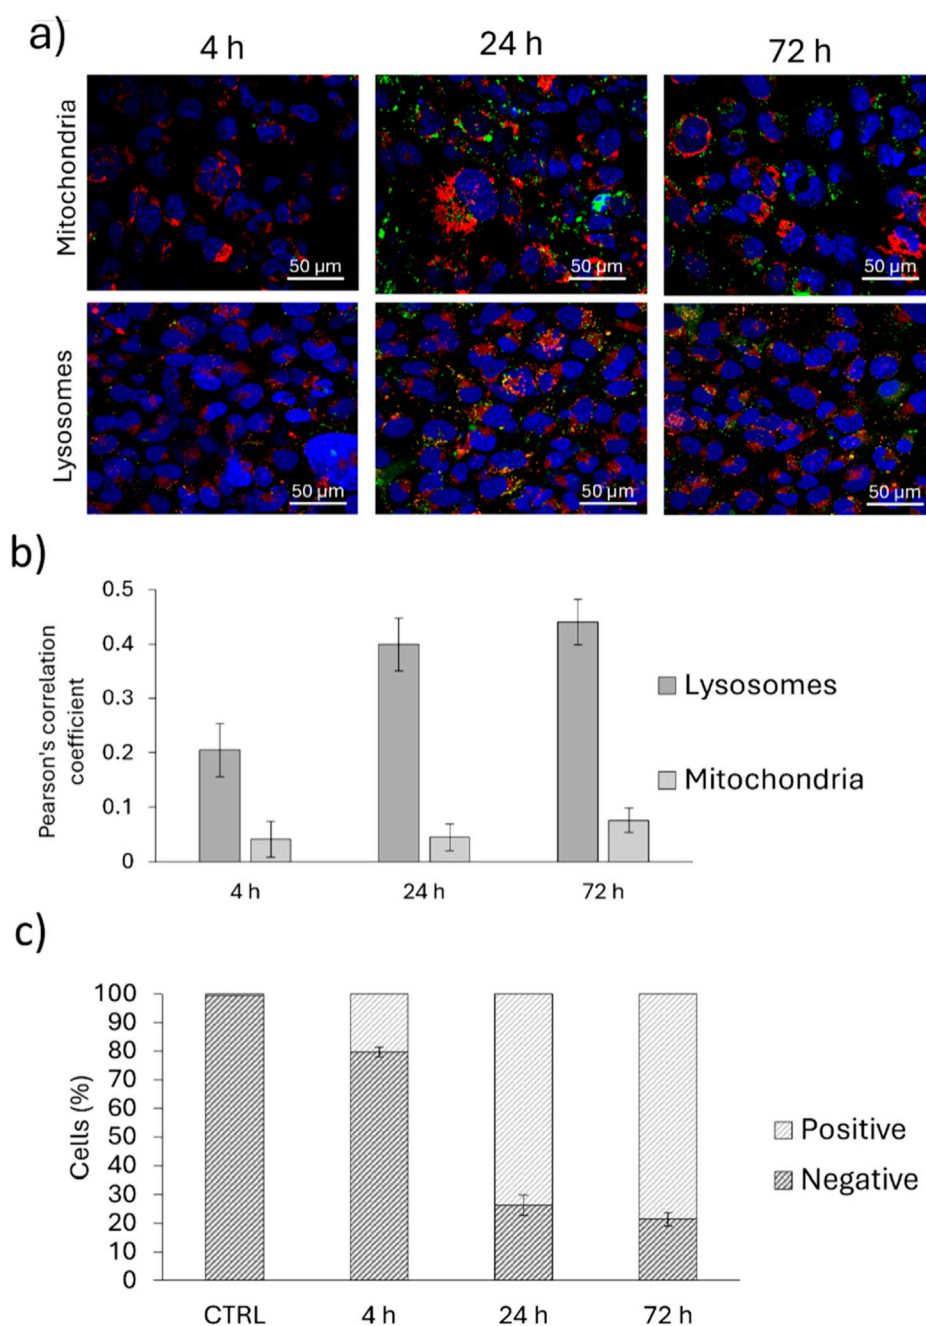 a)
4 h
24 h
72 h
Mitochondria
50 µm
50 µm
50 µm
Lysosomes
50 µm
50 µm
50 µm
b)
Pearson's correlation
coefficient
0.5
0.4
0.3
0.2
0.1
0
4 h
24 h
72 h
Lysosomes
Mitochondria
c)
Cells (%)
100
90
80
70
60
50
40
30
20
10
0
CTRL
4 h
24 h
72 h
Positive
Negative